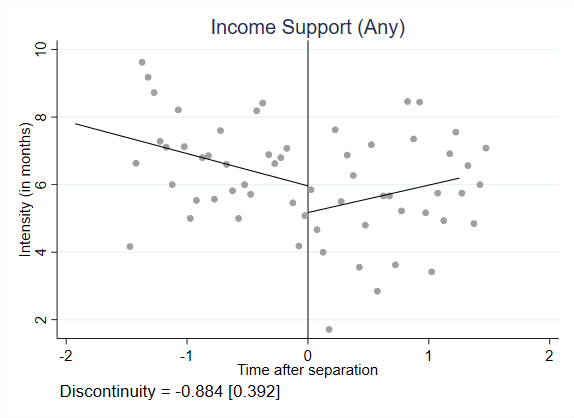 Income Support (Any)
Intensity (in months)
10
8
6
4
2
-2 -1 0 1 2
Time after separation
Discontinuity = -0.884 [0.392]